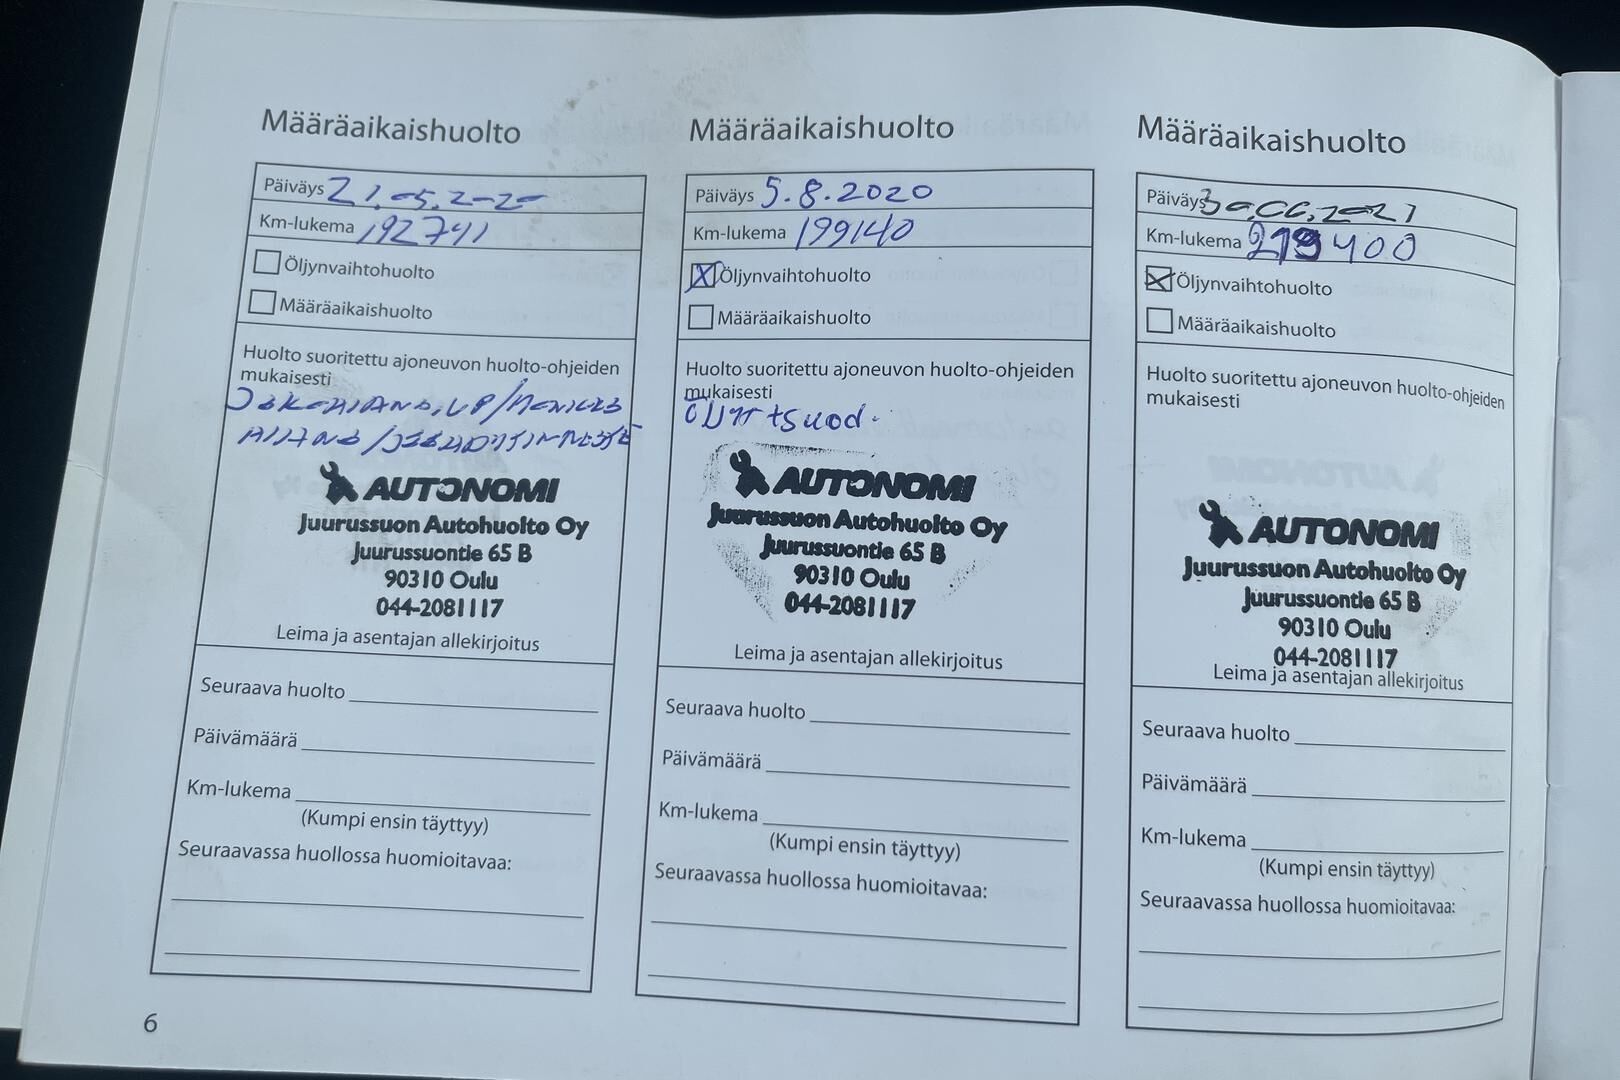 Määräaikaishuolto
Päiväys 21.05.2020
Km-lukema 192741
Öljynvaihtohuolto
Määräaikaishuolto
Huolto suoritettu ajoneuvon huolto-ohjeiden
mukaisesti
AUTONOMI
Juurussuon Autohuolto Oy
Juurussuontie 65 B
90310 Oulu
044-2081117
Leima ja asentajan allekirjoitus
Seuraava huolto
Päivämäärä
Km-lukema
(Kumpi ensin täyttyy)
Seuraavassa huollossa huomioitavaa:
6
Määräaikaishuolto
Päiväys 5.8.2020
Km-lukema 199140
X Öljynvaihtohuolto
Määräaikaishuolto
Huolto suoritettu ajoneuvon huolto-ohjeiden
mukaisesti
öljyt tsuod.
AUTONOMI
Juurussuon Autohuolto Oy
Juurussuontie 65 B
90310 Oulu
044-2081117
Leima ja asentajan allekirjoitus
Seuraava huolto
Päivämäärä
Km-lukema
(Kumpi ensin täyttyy)
Seuraavassa huollossa huomioitavaa:
Määräaikaishuolto
Päiväys
Km-lukema 219400
X Öljynvaihtohuolto
Määräaikaishuolto
Huolto suoritettu ajoneuvon huolto-ohjeiden
mukaisesti
AUTONOMI
Juurussuon Autohuolto Oy
Juurussuontie 65 B
90310 Oulu
044-2081117
Leima ja asentajan allekirjoitus
Seuraava huolto
Päivämäärä
Km-lukema
(Kumpi ensin täyttyy)
Seuraavassa huollossa huomioitavaa: